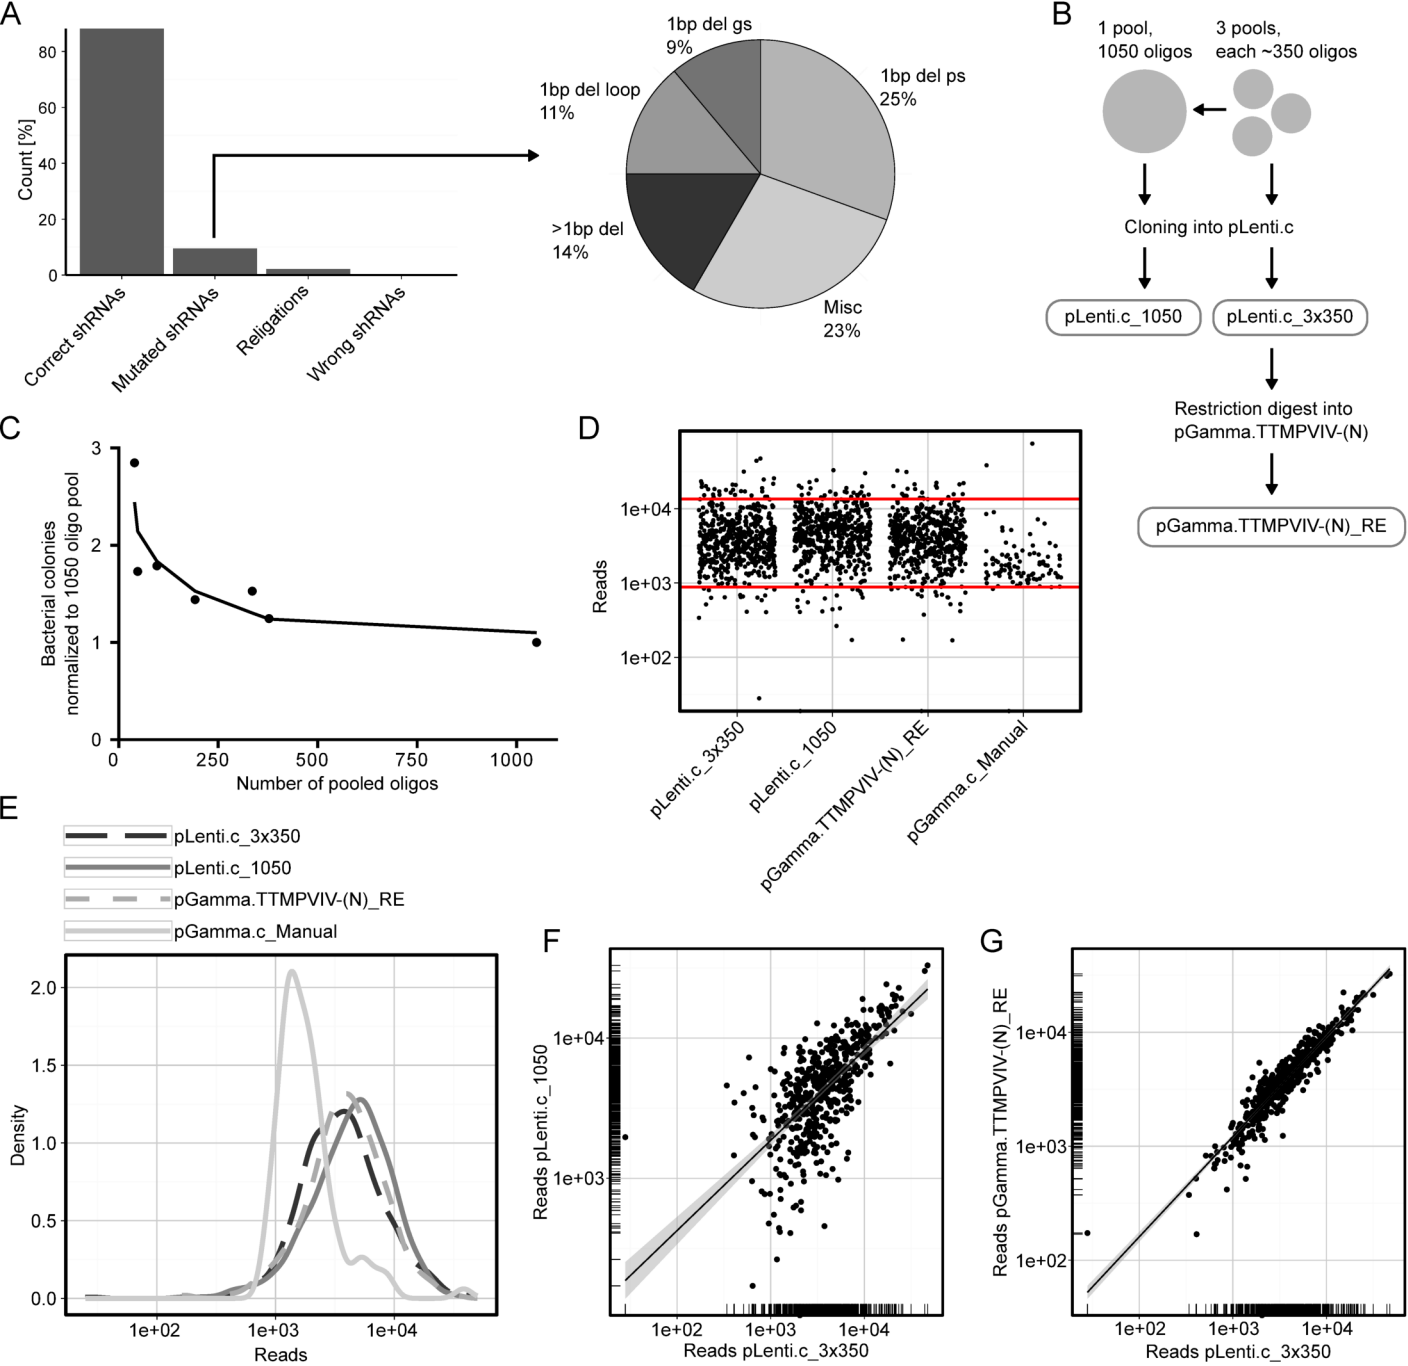 A
80
60
40
20
0
Count [%]
Correct shRNAs
Mutated shRNAs
Religations
Wrong shRNAs
1bp del gs
9%
1bp del ps
25%
1bp del loop
11%
>1bp del
14%
Misc
23%
B
1 pool,
1050 oligos
3 pools,
each ~350 oligos
Cloning into pLenti.c
pLenti.c_1050
pLenti.c_3x350
Restriction digest into
pGamma.TTMPVIV-(N)
pGamma.TTMPVIV-(N)_RE
C
3
2
1
0
Bacterial colonies
normalized to 1050 oligo pool
0
250
500
750
1000
Number of pooled oligos
D
1e+04
1e+03
1e+02
Reads
pLenti.c_3x350
pLenti.c_1050
pGamma.TTMPVIV-(N)_RE
pGamma.c_Manual
E
pLenti.c_3x350
pLenti.c_1050
pGamma.TTMPVIV-(N)_RE
pGamma.c_Manual
2.0
1.5
1.0
0.5
0.0
Density
1e+02
1e+03
1e+04
Reads
F
1e+04
1e+03
Reads pLenti.c_1050
1e+02
1e+03
1e+04
Reads pLenti.c_3x350
G
1e+04
1e+03
1e+02
Reads pGamma.TTMPVIV-(N)_RE
1e+02
1e+03
1e+04
Reads pLenti.c_3x350